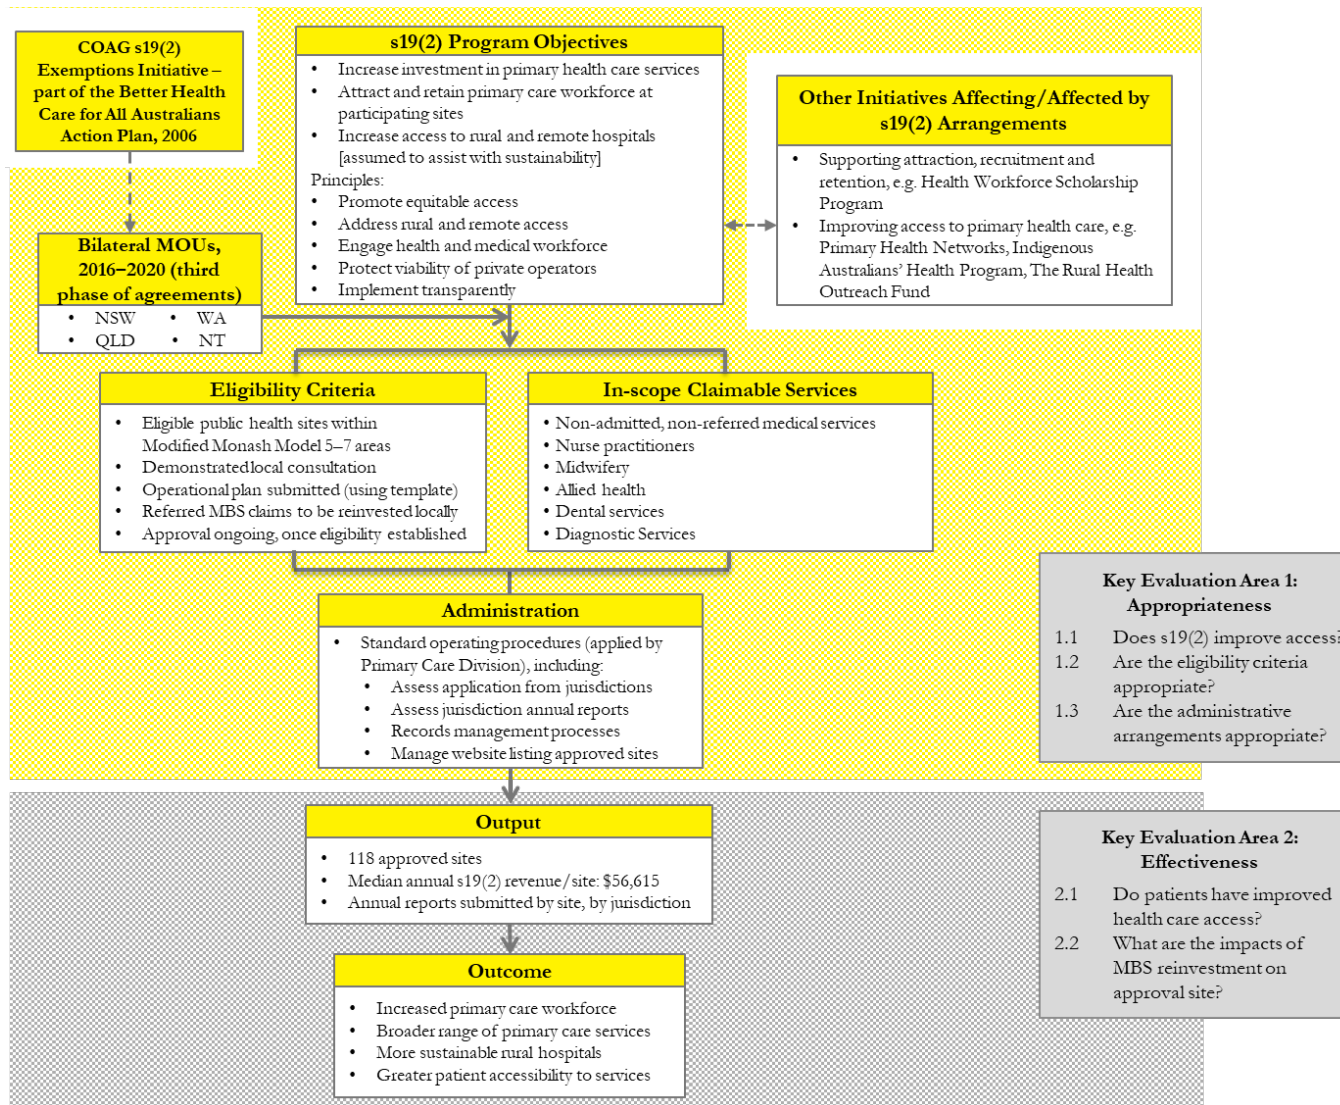 COAG s19(2)
Exemptions Initiative –
part of the Better Health
Care for All Australians
Action Plan, 2006
s19(2) Program Objectives
• Increase investment in primary health care services
• Attract and retain primary care workforce at
participating sites
• Increase access to rural and remote hospitals
[assumed to assist with sustainability]
Principles:
• Promote equitable access
• Address rural and remote access
• Engage health and medical workforce
• Protect viability of private operators
• Implement transparently
Other Initiatives Affecting/Affected by
s19(2) Arrangements
• Supporting attraction, recruitment and
retention, e.g. Health Workforce Scholarship
Program
• Improving access to primary health care, e.g.
Primary Health Networks, Indigenous
Australians’ Health Program, The Rural Health
Outreach Fund
Bilateral MOUs,
2016–2020 (third
phase of agreements)
• NSW • WA
• QLD • NT
Eligibility Criteria
• Eligible public health sites within
Modified Monash Model 5–7 areas
• Demonstrated local consultation
• Operational plan submitted (using template)
• Referred MBS claims to be reinvested locally
• Approval ongoing, once eligibility established
In-scope Claimable Services
• Non-admitted, non-referred medical services
• Nurse practitioners
• Midwifery
• Allied health
• Dental services
• Diagnostic Services
Administration
• Standard operating procedures (applied by
Primary Care Division), including:
• Assess application from jurisdictions
• Assess jurisdiction annual reports
• Records management processes
• Manage website listing approved sites
Key Evaluation Area 1:
Appropriateness
1.1 Does s19(2) improve access?
1.2 Are the eligibility criteria
appropriate?
1.3 Are the administrative
arrangements appropriate?
Output
• 118 approved sites
• Median annual s19(2) revenue/site: $56,615
• Annual reports submitted by site, by jurisdiction
Key Evaluation Area 2:
Effectiveness
2.1 Do patients have improved
health care access?
2.2 What are the impacts of
MBS reinvestment on
approval site?
Outcome
• Increased primary care workforce
• Broader range of primary care services
• More sustainable rural hospitals
• Greater patient accessibility to services